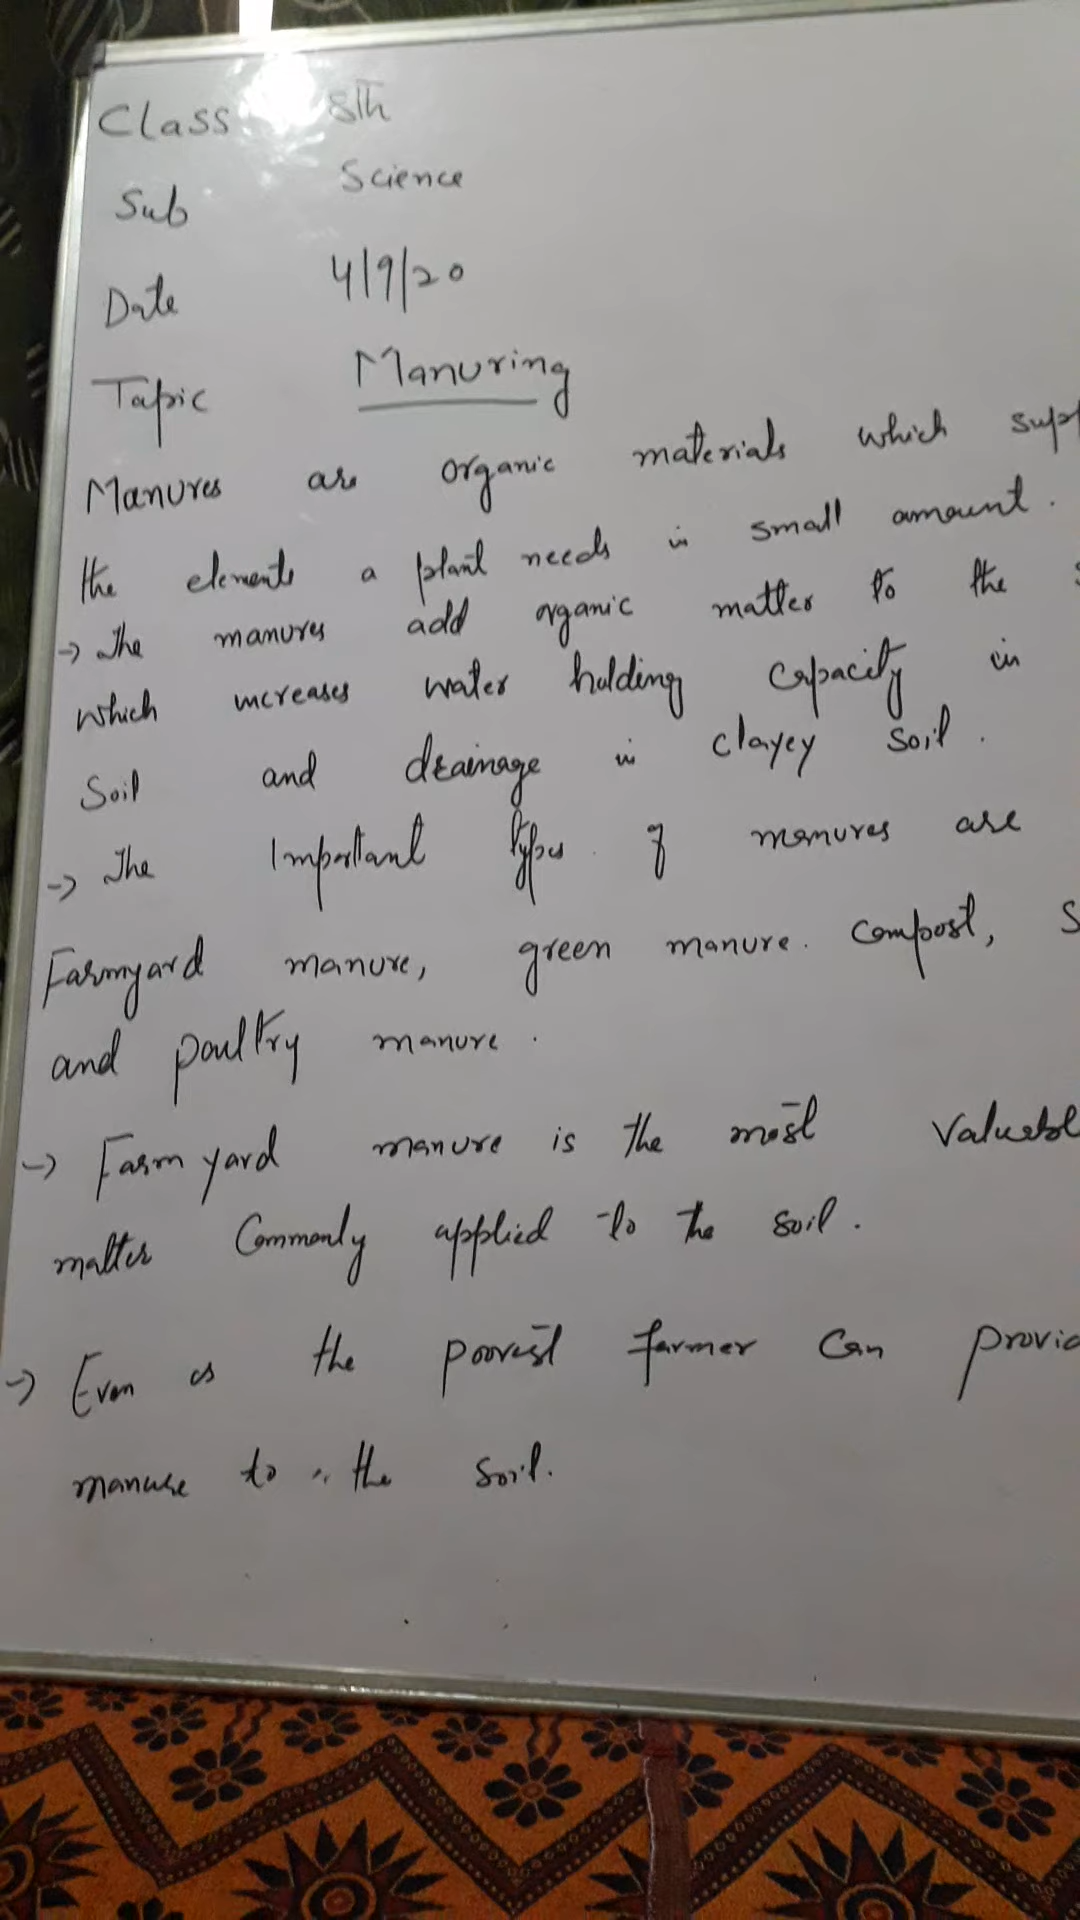 Class 8th
Sub Science
Date 4/9/20
Topic Manuring
Manures are organic materials which
the elements a plant needs in small amount.
→ The manures add organic matter to the
which increases water holding capacity in
Soil and drainage in clayey soil.
→ The Important types of manures are
Farmyard manure, green manure. Compost,
and poultry manure.
→ Farm yard manure is the most
matter Commonly applied to the soil.
→ Even as the poorest farmer can
manure to the soil.